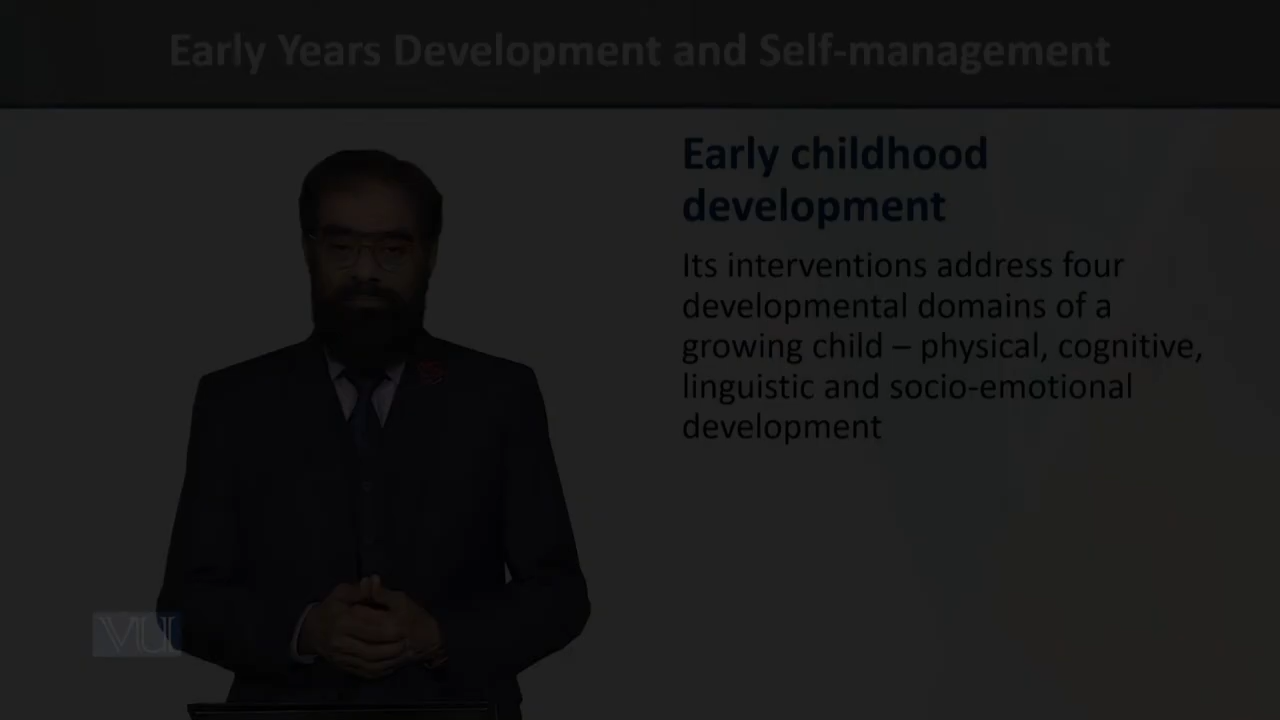 Early Years Development and Self-management
Early childhood
development
Its interventions address four
developmental domains of a
growing child – physical, cognitive,
linguistic and socio-emotional
development
VU